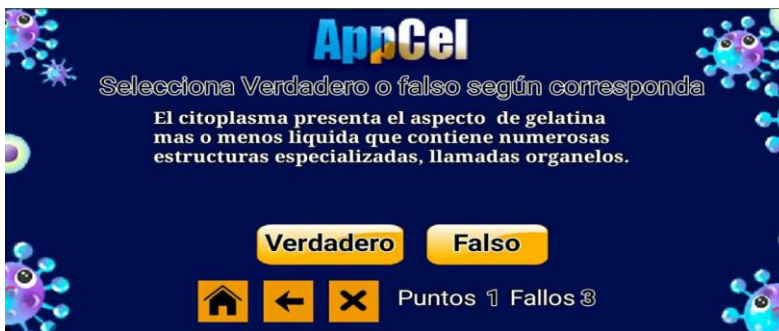 AppCel
Selecciona Verdadero o falso según corresponda
El citoplasma presenta el aspecto de gelatina
mas o menos liquida que contiene numerosas
estructuras especializadas, llamadas organelos.
Verdadero Falso
Puntos 1 Fallos 3